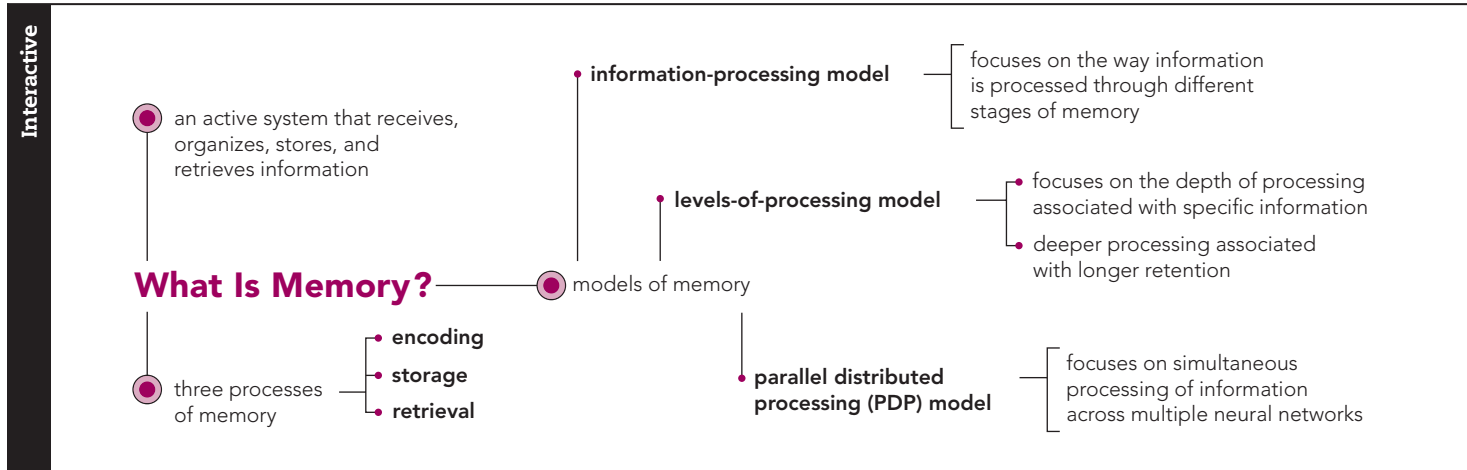 Interactive
an active system that receives,
organizes, stores, and
retrieves information
What Is Memory?
three processes
of memory
encoding
storage
retrieval
models of memory
information-processing model
focuses on the way information
is processed through different
stages of memory
levels-of-processing model
focuses on the depth of processing
associated with specific information
deeper processing associated
with longer retention
parallel distributed
processing (PDP) model
focuses on simultaneous
processing of information
across multiple neural networks